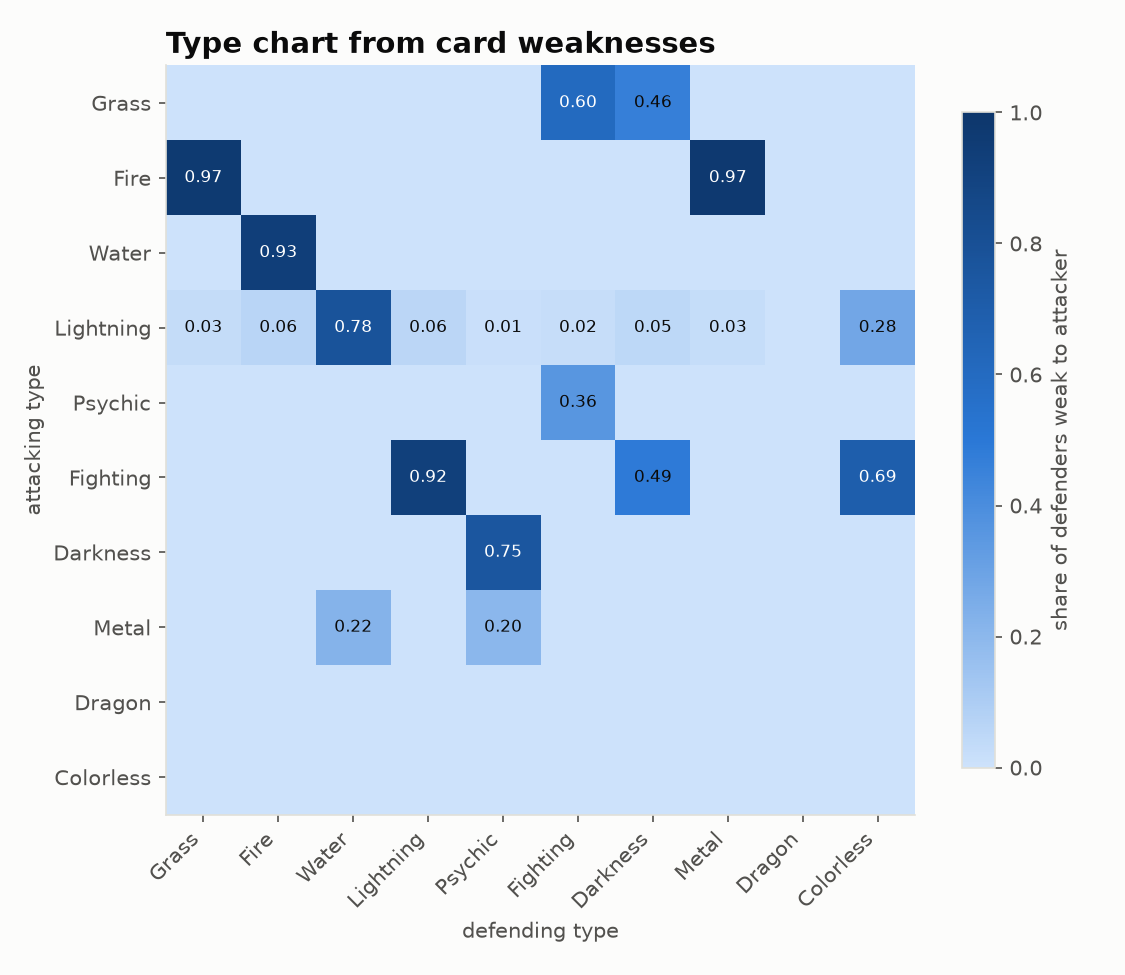 Type chart from card weaknesses
Grass 0.60 0.46
Fire 0.97 0.97
Water 0.93
Lightning 0.03 0.06 0.78 0.06 0.01 0.02 0.05 0.03 0.28
Psychic 0.36
Fighting 0.92 0.49 0.69
Darkness 0.75
Metal 0.22 0.20
Dragon
Colorless
attacking type
Grass Fire Water Lightning Psychic Fighting Darkness Metal Dragon Colorless
defending type
1.0
0.8
0.6
0.4
0.2
0.0
share of defenders weak to attacker